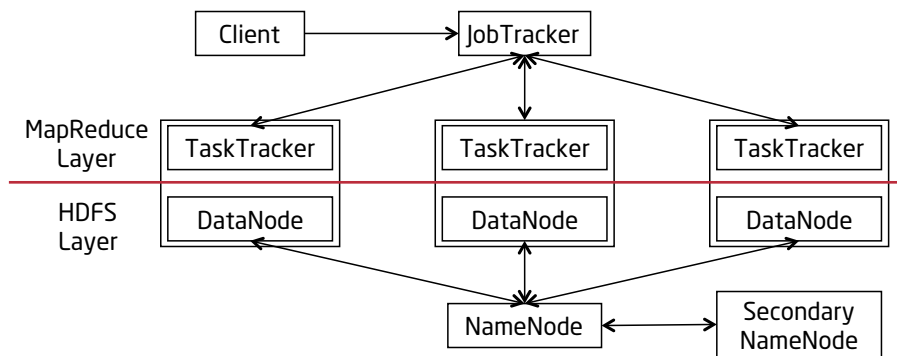 Client
JobTracker
MapReduce
Layer
TaskTracker
TaskTracker
TaskTracker
HDFS
Layer
DataNode
DataNode
DataNode
NameNode
Secondary
NameNode